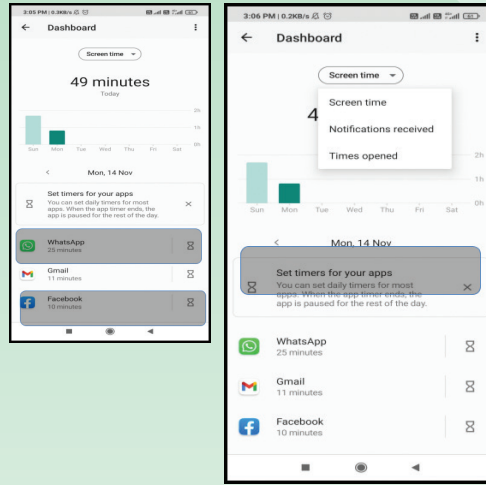 3:05 PM | 0.3KB/s
Dashboard
Screen time
49 minutes
Today
2h
1h
0h
Sun Mon Tue Wed Thu Fri Sat
Mon, 14 Nov
Set timers for your apps
You can set daily timers for most
apps. When the app timer ends, the
app is paused for the rest of the day.
WhatsApp
25 minutes
Gmail
11 minutes
Facebook
10 minutes
3:06 PM | 0.2KB/s
Dashboard
Screen time
4
Screen time
Notifications received
Times opened
2h
1h
0h
Sun Mon Tue Wed Thu Fri Sat
Mon, 14 Nov
Set timers for your apps
You can set daily timers for most
apps. When the app timer ends, the
app is paused for the rest of the day.
WhatsApp
25 minutes
Gmail
11 minutes
Facebook
10 minutes